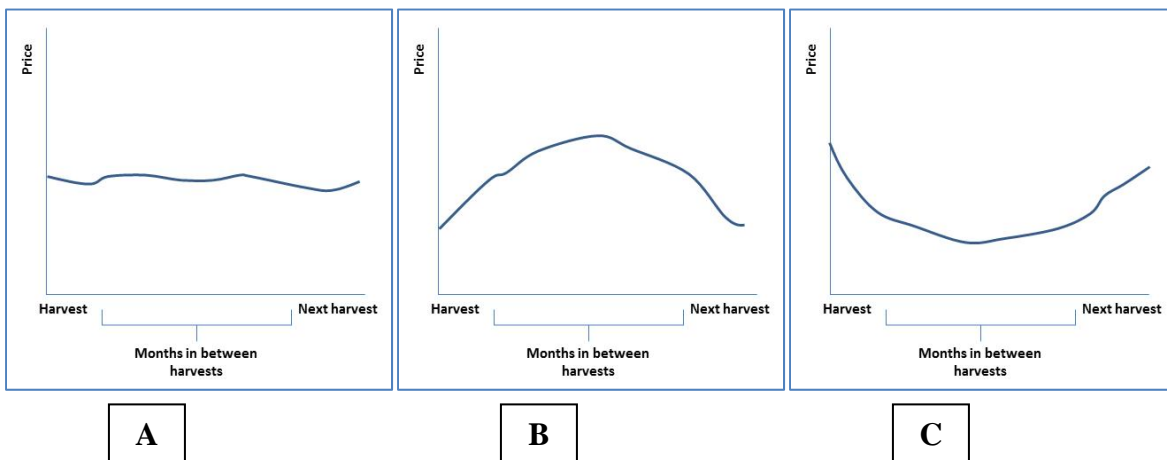 Price
Harvest
Next harvest
Months in between
harvests
A
Price
Harvest
Next harvest
Months in between
harvests
B
Price
Harvest
Next harvest
Months in between
harvests
C